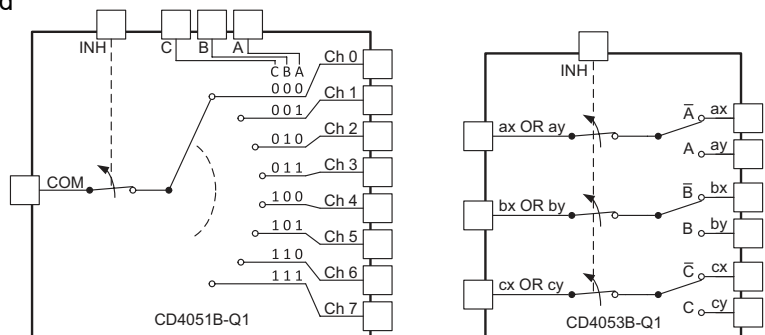 d
INH C B A
C B A
0 0 0 Ch 0
0 0 1 Ch 1
0 1 0 Ch 2
0 1 1 Ch 3
COM
1 0 0 Ch 4
1 0 1 Ch 5
1 1 0 Ch 6
1 1 1 Ch 7
CD4051B-Q1
INH
ax OR ay
A̅ ax
A ay
bx OR by
B̅ bx
B by
cx OR cy
C̅ cx
C cy
CD4053B-Q1